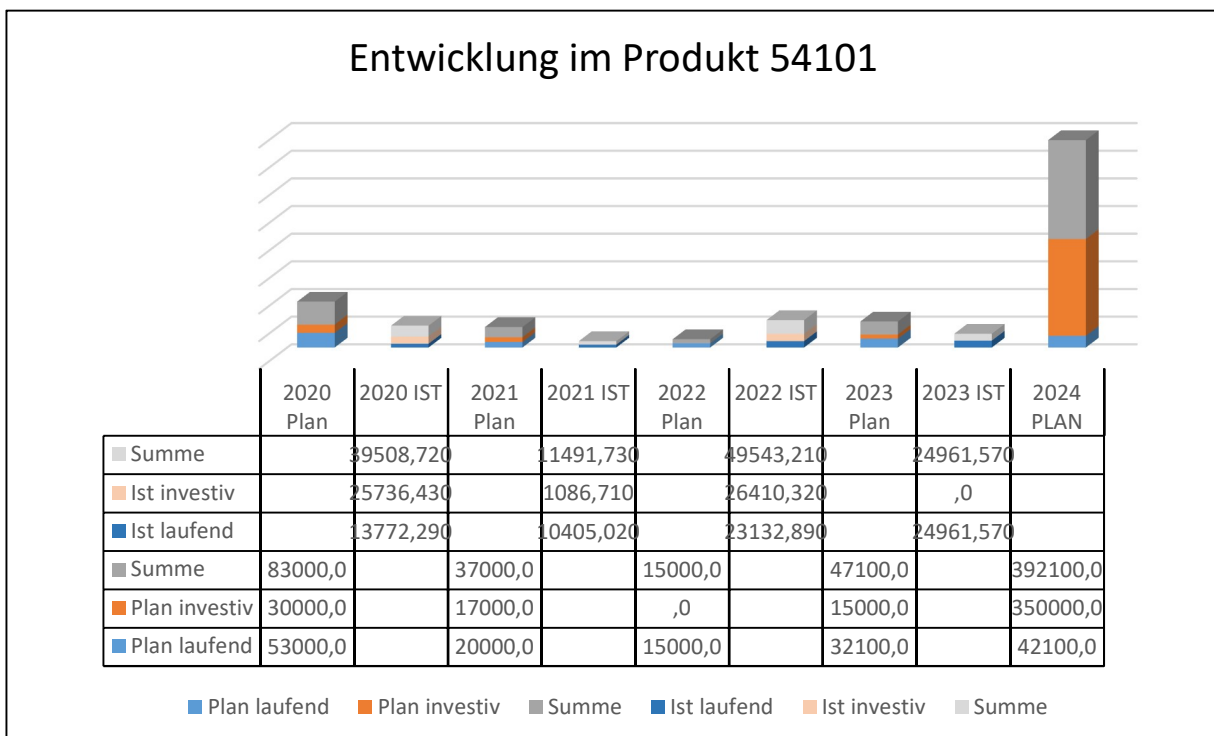 Entwicklung im Produkt 54101
2020 Plan 2020 IST 2021 Plan 2021 IST 2022 Plan 2022 IST 2023 Plan 2023 IST 2024 PLAN
Summe 39508,720 11491,730 49543,210 24961,570
Ist investiv 25736,430 1086,710 26410,320 ,0
Ist laufend 13772,290 10405,020 23132,890 24961,570
Summe 83000,0 37000,0 15000,0 47100,0 392100,0
Plan investiv 30000,0 17000,0 ,0 15000,0 350000,0
Plan laufend 53000,0 20000,0 15000,0 32100,0 42100,0
Plan laufend Plan investiv Summe Ist laufend Ist investiv Summe